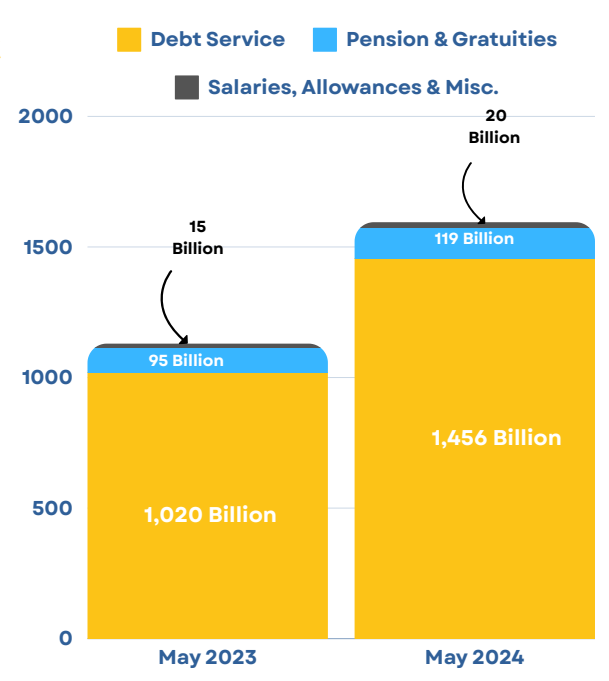 Debt Service Pension & Gratuities
Salaries, Allowances & Misc.
2000
20
Billion
1500
15
Billion
119 Billion
1000
95 Billion
1,456 Billion
500
1,020 Billion
0
May 2023 May 2024